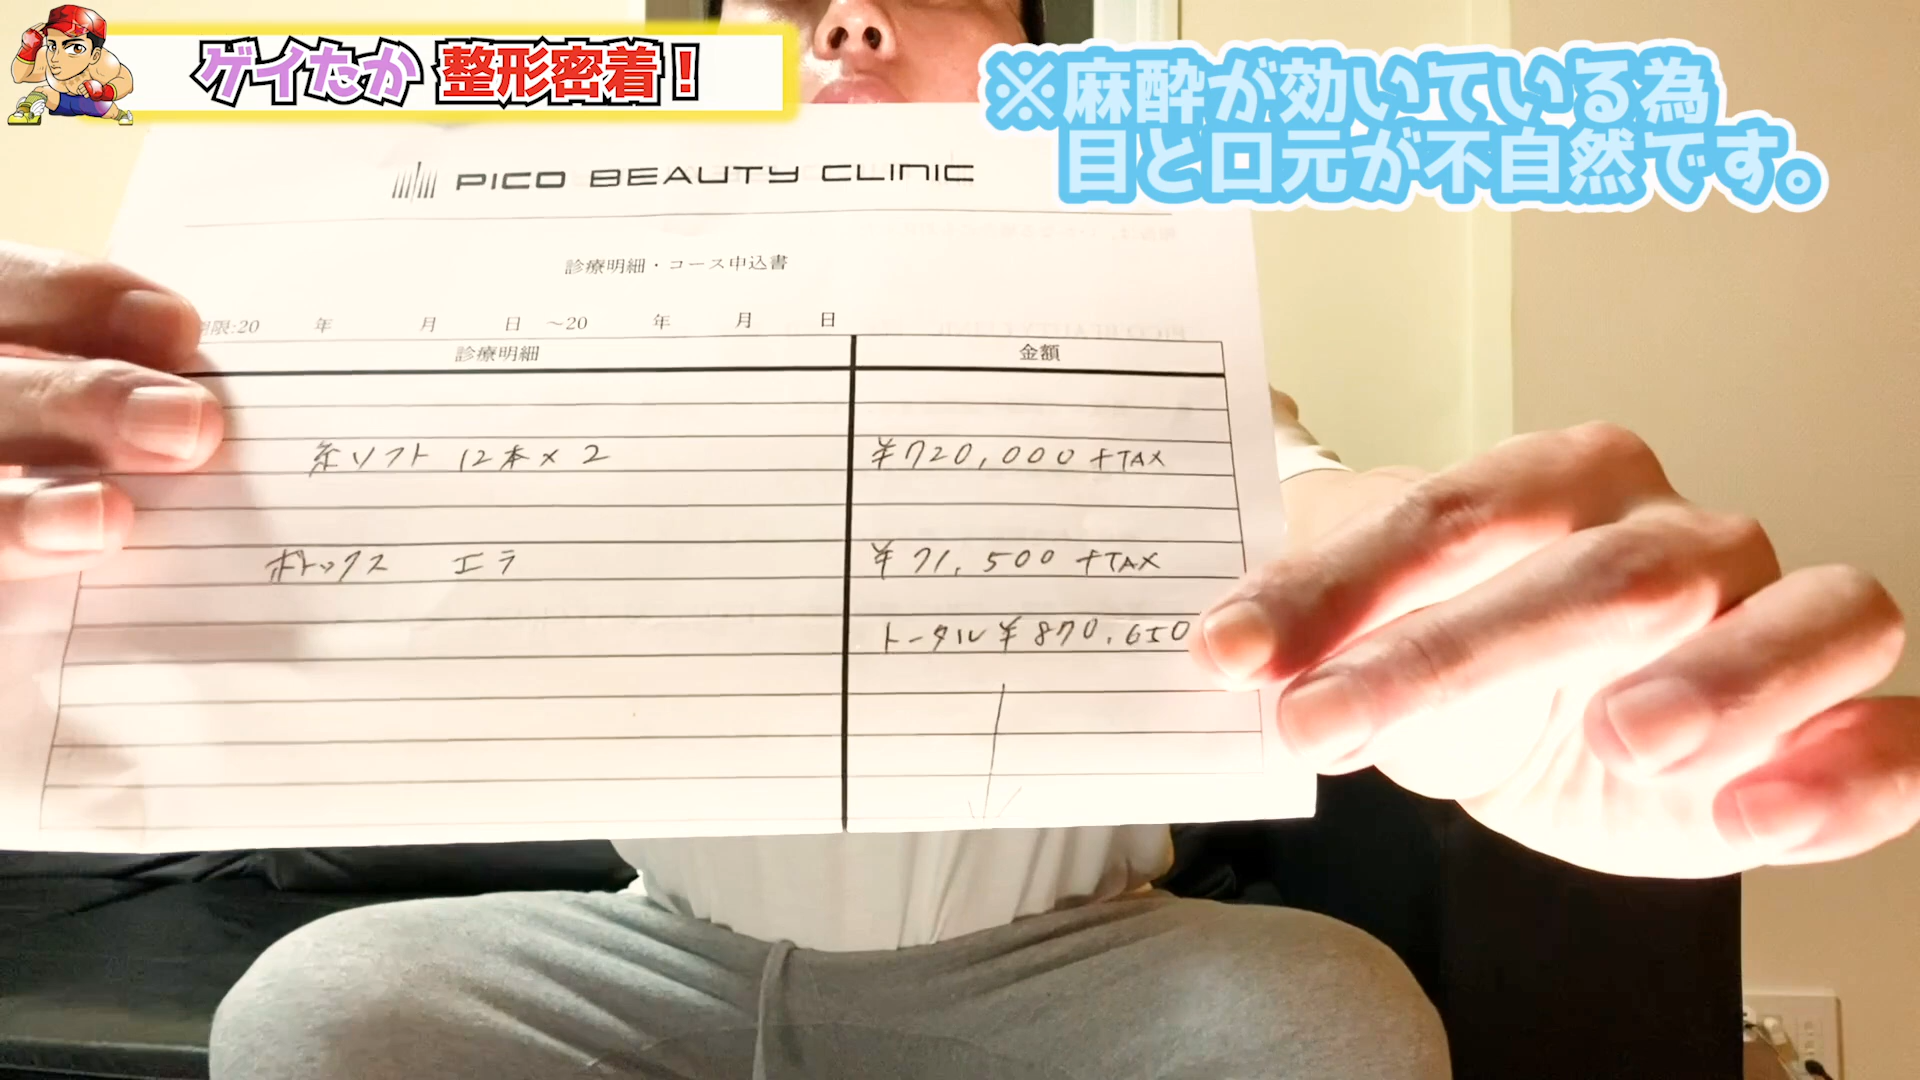 ゲイたか 整形密着！
※麻酔が効いている為
目と口元が不自然です。
PICO BEAUTY CLINIC
診療明細・コース申込書
期限:20 年 月 日 ～20 年 月 日
診療明細 金額
糸リフト 12本×2 ¥720,000+TAX
ボトックス エラ ¥71,500+TAX
トータル¥870,650